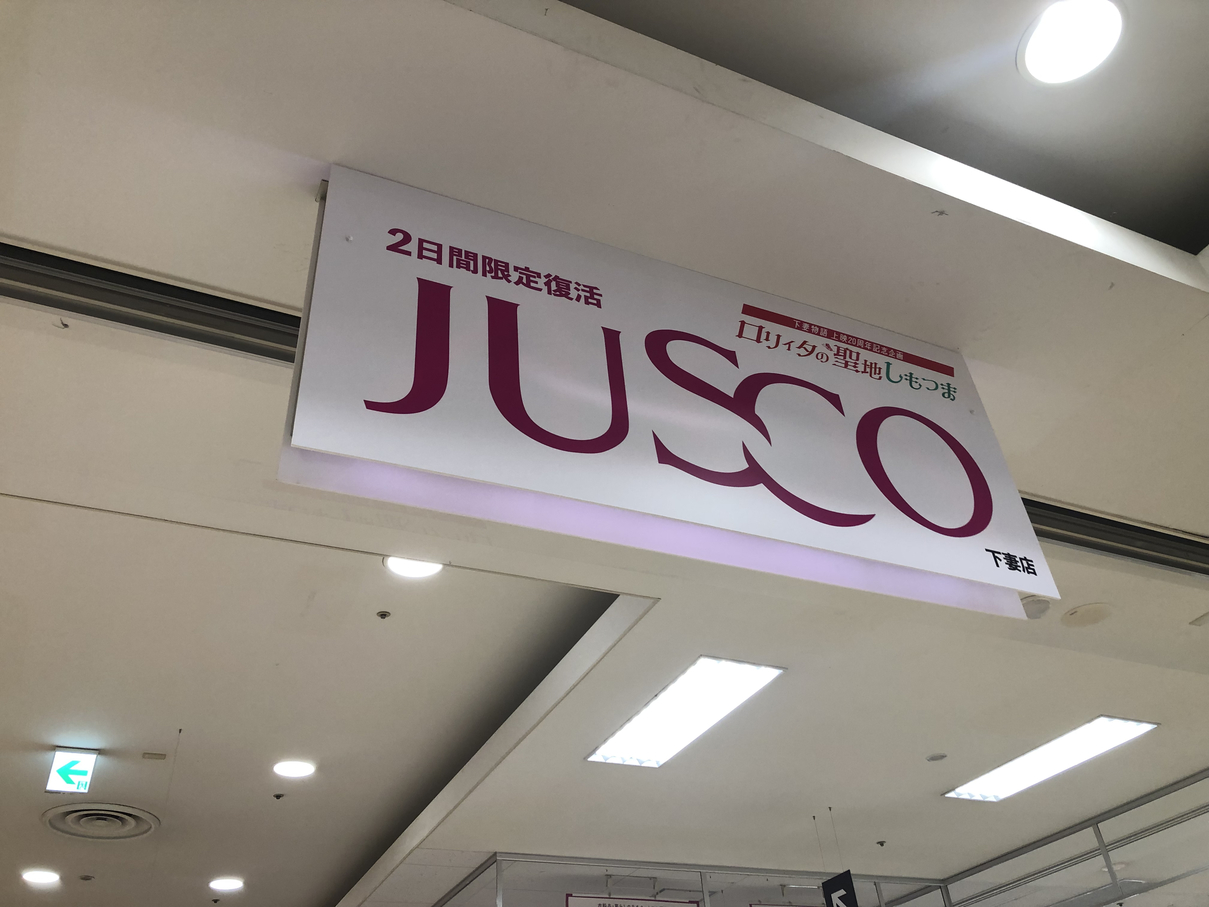 2日間限定復活
JUSCO
下妻物語 上映20周年記念企画
ロリィタの聖地しもつま
下妻店